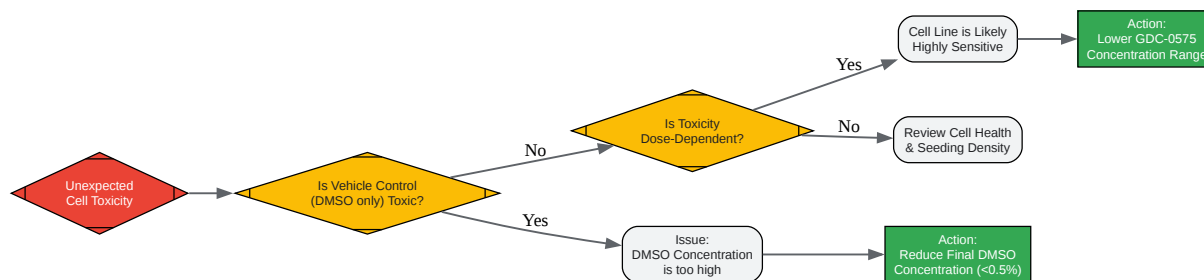 Unexpected
Cell Toxicity
Is Vehicle Control
(DMSO only) Toxic?
No
Is Toxicity
Dose-Dependent?
Yes
Cell Line is Likely
Highly Sensitive
Action:
Lower GDC-0575
Concentration Range
No
Review Cell Health
& Seeding Density
Yes
Issue:
DMSO Concentration
is too high
Action:
Reduce Final DMSO
Concentration (<0.5%)